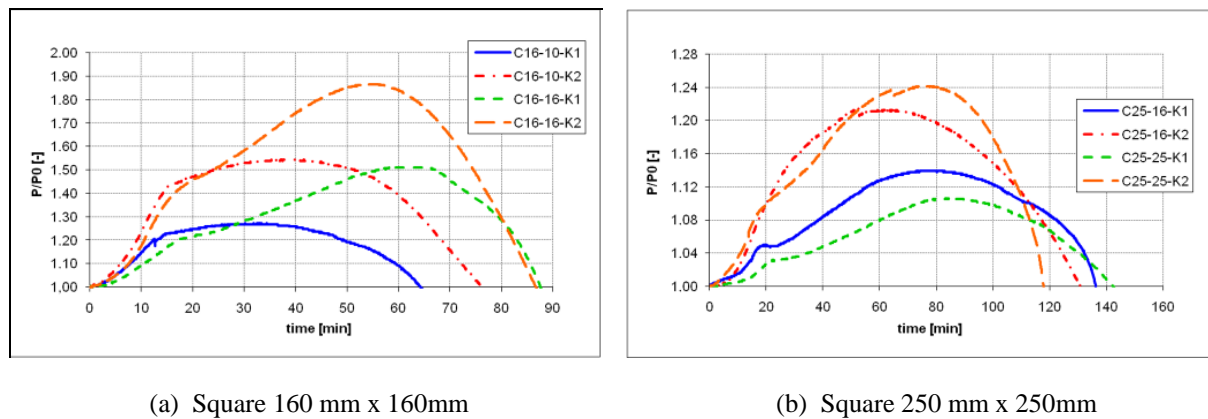 2.00
1.90
1.80
1.70
1.60
1.50
1.40
1.30
1.20
1.10
1.00
P/P0 [-]
0 10 20 30 40 50 60 70 80 90
time [min]
C16-10-K1
C16-10-K2
C16-16-K1
C16-16-K2
1.28
1.24
1.20
1.16
1.12
1.08
1.04
1.00
P/P0 [-]
0 20 40 60 80 100 120 140 160
time [min]
C25-16-K1
C25-16-K2
C25-25-K1
C25-25-K2
(a) Square 160 mm x 160mm
(b) Square 250 mm x 250mm